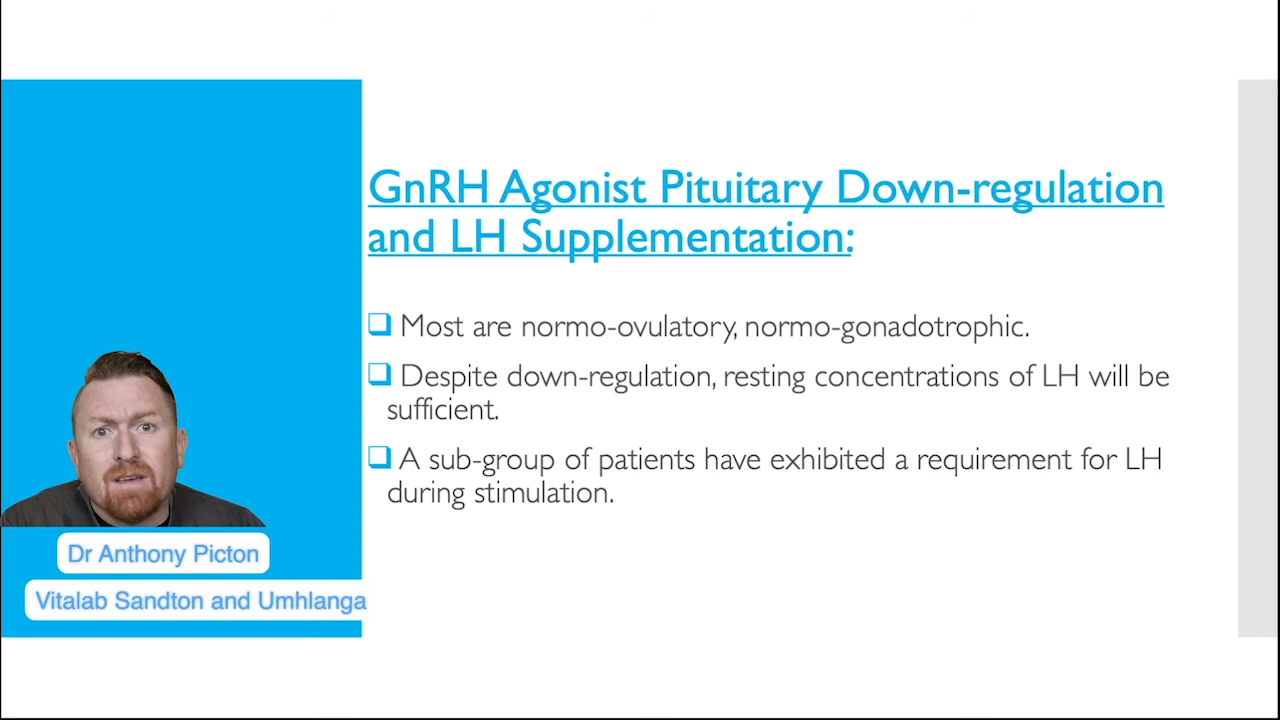 GnRH Agonist Pituitary Down-regulation
and LH Supplementation:
❑ Most are normo-ovulatory, normo-gonadotrophic.
❑ Despite down-regulation, resting concentrations of LH will be
sufficient.
❑ A sub-group of patients have exhibited a requirement for LH
during stimulation.
Dr Anthony Picton
Vitalab Sandton and Umhlanga